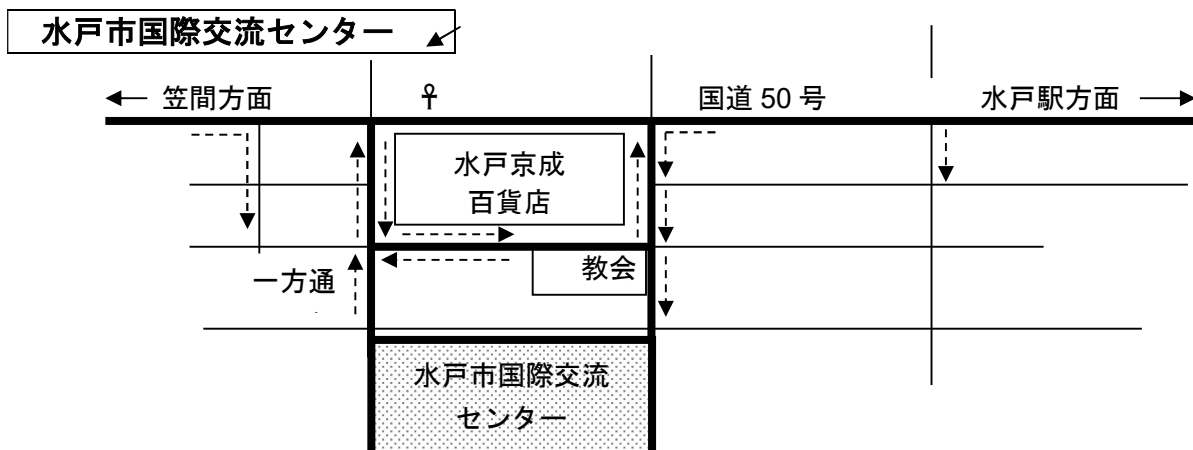 水戸市国際交流センター
笠間方面
国道 50 号
水戸駅方面
水戸京成
百貨店
教会
一方通
水戸市国際交流
センター